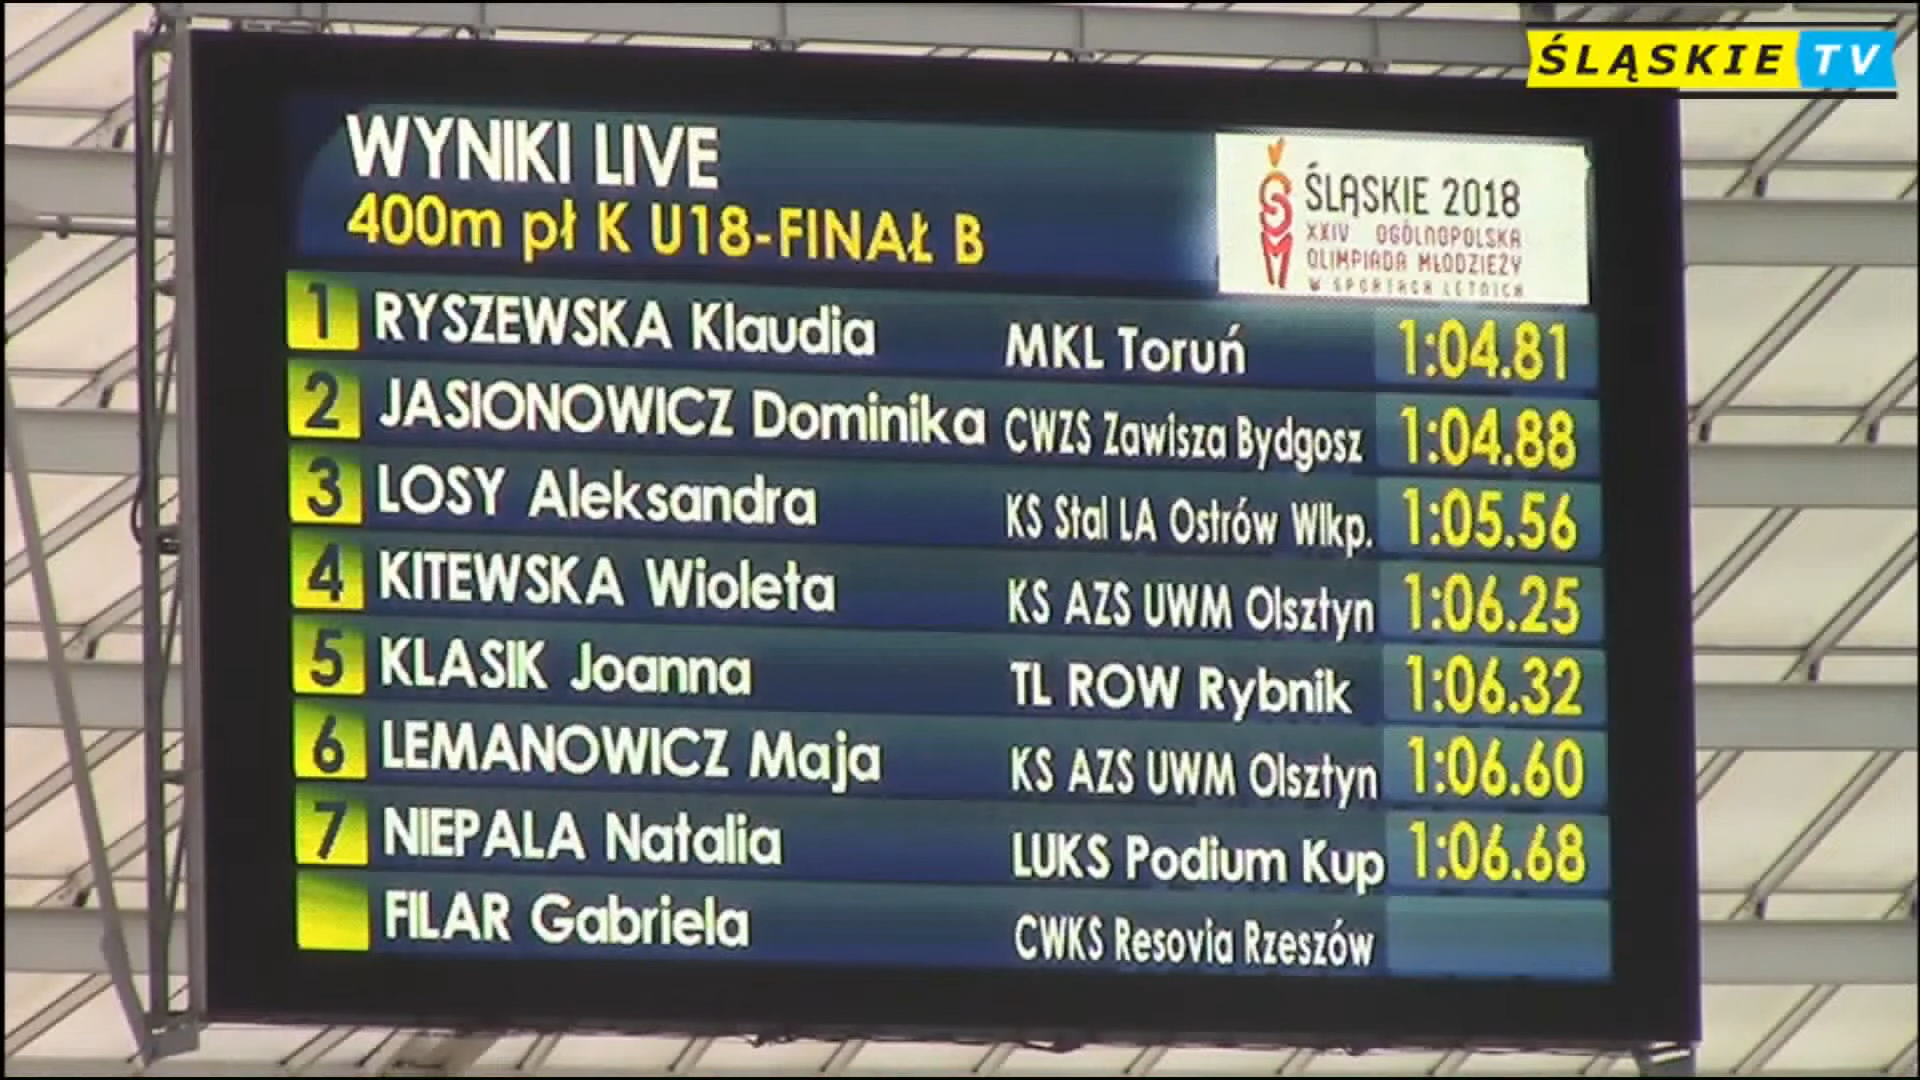 ŚLĄSKIE TV
WYNIKI LIVE
400m pł K U18-FINAŁ B
ŚLĄSKIE 2018
XXIV OGÓLNOPOLSKA
OLIMPIADA MŁODZIEŻY
W SPORTACH LETNICH
1 RYSZEWSKA Klaudia MKL Toruń 1:04.81
2 JASIONOWICZ Dominika CWZS Zawisza Bydgosz 1:04.88
3 LOSY Aleksandra KS Stal LA Ostrów Wlkp. 1:05.56
4 KITEWSKA Wioleta KS AZS UWM Olsztyn 1:06.25
5 KLASIK Joanna TL ROW Rybnik 1:06.32
6 LEMANOWICZ Maja KS AZS UWM Olsztyn 1:06.60
7 NIEPALA Natalia LUKS Podium Kup 1:06.68
FILAR Gabriela CWKS Resovia Rzeszów